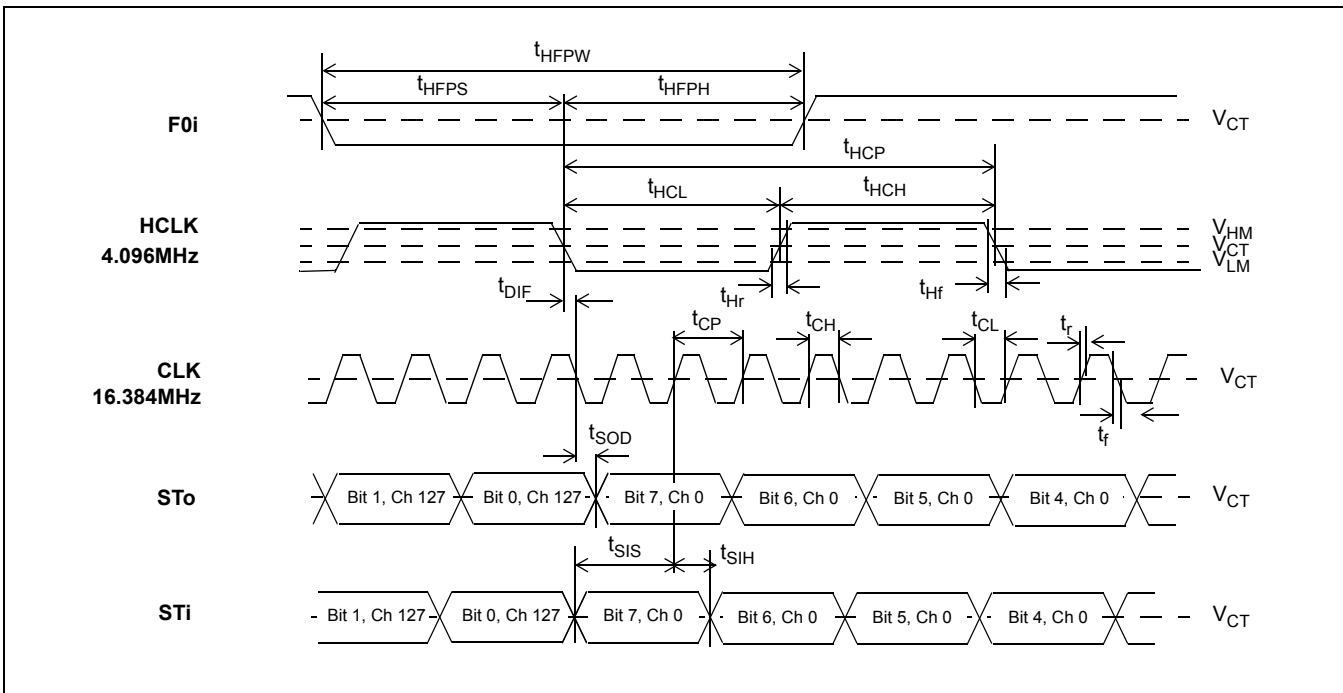 tHFPW
tHFPS
tHFPH
F0i
VCT
tHCP
tHCL
tHCH
HCLK
4.096MHz
VHM
VCT
VLM
tDIF
tHr
tHf
tCP
tCH
tCL
tr
CLK
16.384MHz
VCT
tf
tSOD
STo
Bit 1, Ch 127
Bit 0, Ch 127
Bit 7, Ch 0
Bit 6, Ch 0
Bit 5, Ch 0
Bit 4, Ch 0
VCT
tSIS
tSIH
STi
Bit 1, Ch 127
Bit 0, Ch 127
Bit 7, Ch 0
Bit 6, Ch 0
Bit 5, Ch 0
Bit 4, Ch 0
VCT